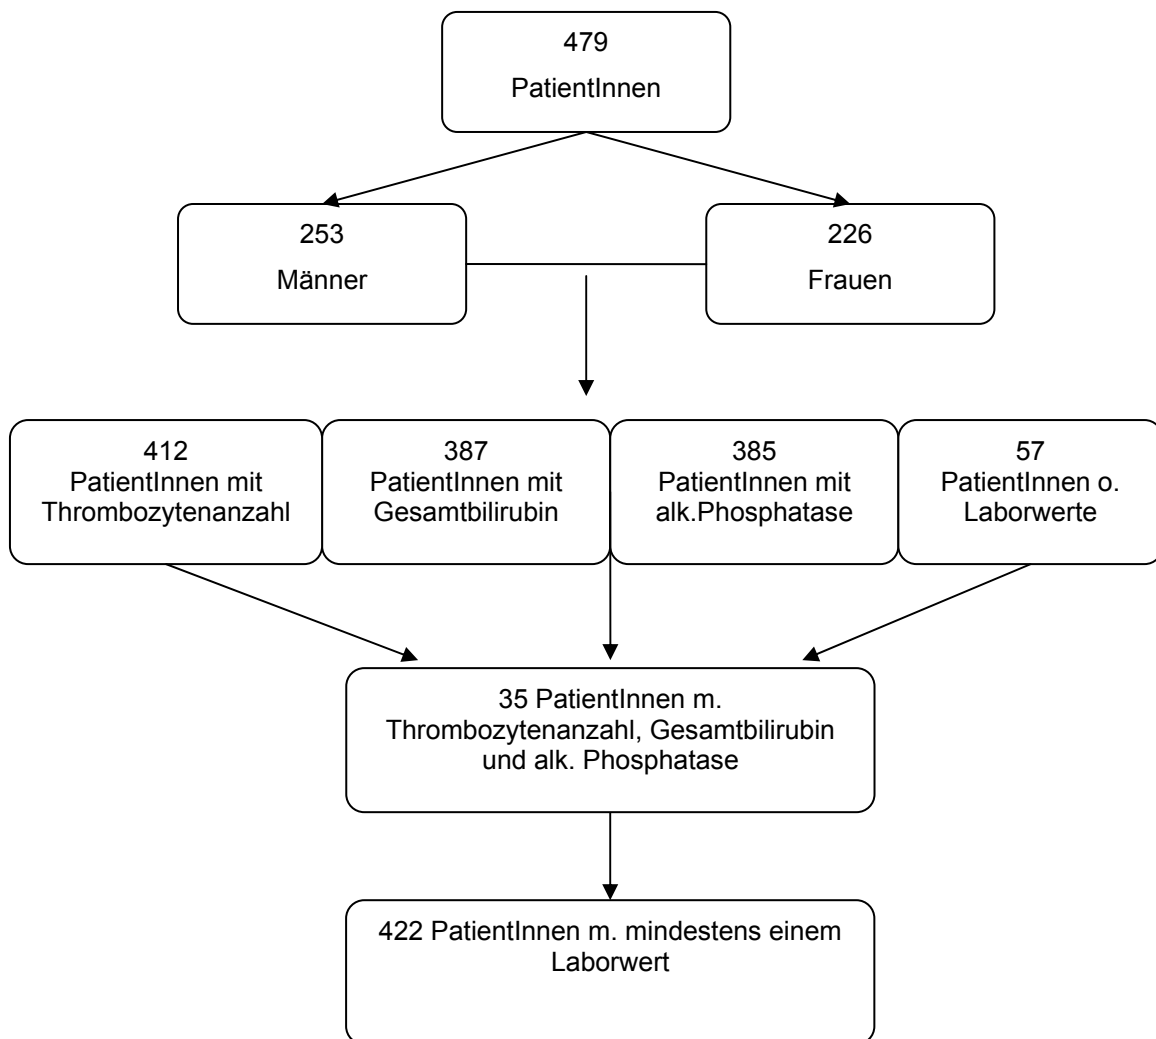 479
PatientInnen
253
Männer
226
Frauen
412
PatientInnen mit
Thrombozytenanzahl
387
PatientInnen mit
Gesamtbilirubin
385
PatientInnen mit
alk.Phosphatase
57
PatientInnen o.
Laborwerte
35 PatientInnen m.
Thrombozytenanzahl, Gesamtbilirubin
und alk. Phosphatase
422 PatientInnen m. mindestens einem
Laborwert